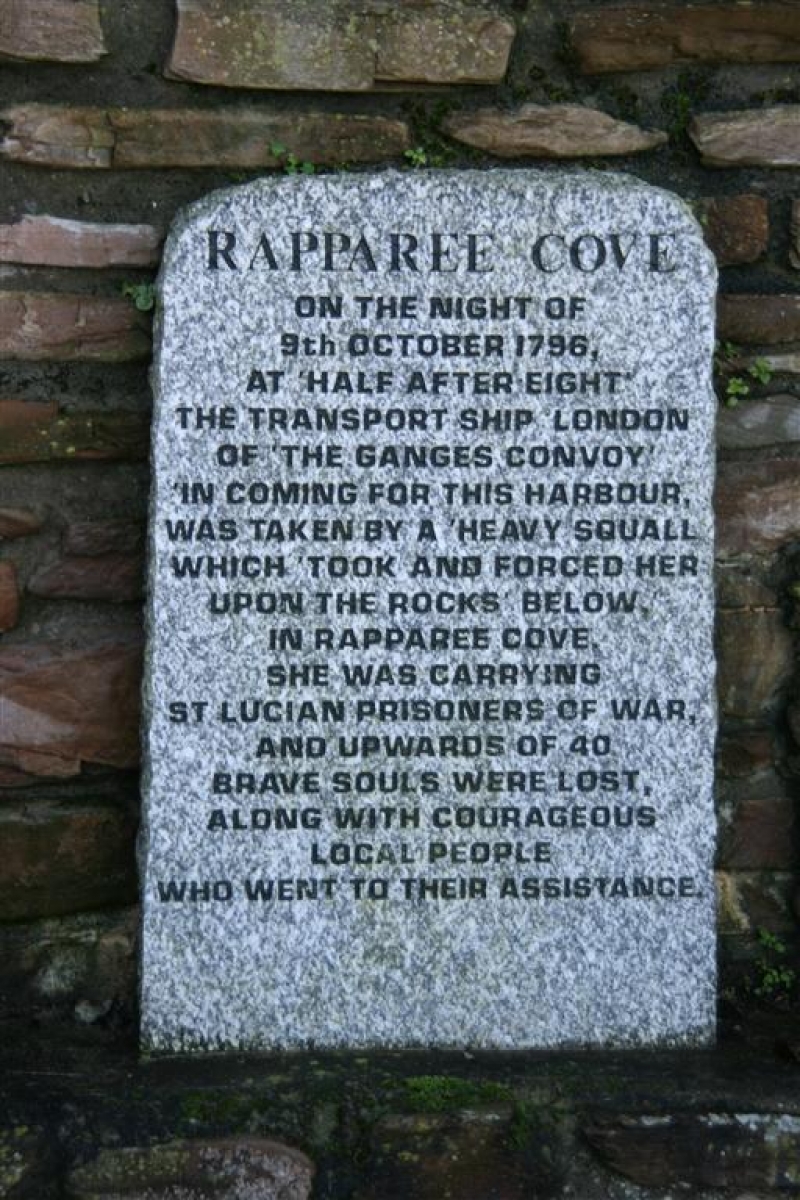 RAPPAREE COVE
ON THE NIGHT OF
9th OCTOBER 1796,
AT 'HALF AFTER EIGHT'
THE TRANSPORT SHIP 'LONDON'
OF 'THE GANGES CONVOY'
'IN COMING FOR THIS HARBOUR,
WAS TAKEN BY A 'HEAVY SQUALL
WHICH 'TOOK AND FORCED HER
UPON THE ROCKS' BELOW,
IN RAPPAREE COVE.
SHE WAS CARRYING
ST LUCIAN PRISONERS OF WAR,
AND UPWARDS OF 40
BRAVE SOULS WERE LOST,
ALONG WITH COURAGEOUS
LOCAL PEOPLE
WHO WENT TO THEIR ASSISTANCE.